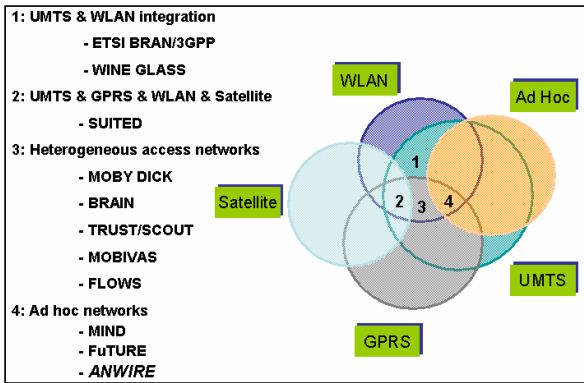 1: UMTS & WLAN integration
- ETSI BRAN/3GPP
- WINE GLASS
2: UMTS & GPRS & WLAN & Satellite
- SUITED
3: Heterogeneous access networks
- MOBY DICK
- BRAIN
- TRUST/SCOUT
- MOBIVAS
- FLOWS
4: Ad hoc networks
- MIND
- FuTURE
- ANWIRE
WLAN
Ad Hoc
Satellite
UMTS
GPRS
1
2
3
4